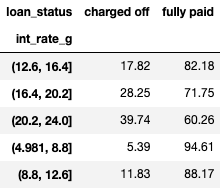 loan_status charged off fully paid
int_rate_g
(12.6, 16.4] 17.82 82.18
(16.4, 20.2] 28.25 71.75
(20.2, 24.0] 39.74 60.26
(4.981, 8.8] 5.39 94.61
(8.8, 12.6] 11.83 88.17